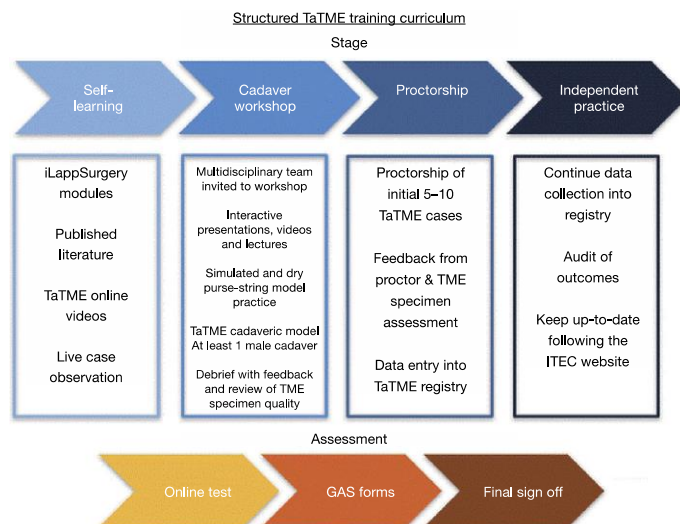 Structured TaTME training curriculum
Stage
Self-
learning
Cadaver
workshop
Proctorship
Independent
practice
iLappSurgery
modules
Published
literature
TaTME online
videos
Live case
observation
Multidisciplinary team
invited to workshop
Interactive
presentations, videos
and lectures
Simulated and dry
purse-string model
practice
TaTME cadaveric model
At least 1 male cadaver
Debrief with feedback
and review of TME
specimen quality
Proctorship of
initial 5–10
TaTME cases
Feedback from
proctor & TME
specimen
assessment
Data entry into
TaTME registry
Continue data
collection into
registry
Audit of
outcomes
Keep up-to-date
following the
ITEC website
Assessment
Online test
GAS forms
Final sign off